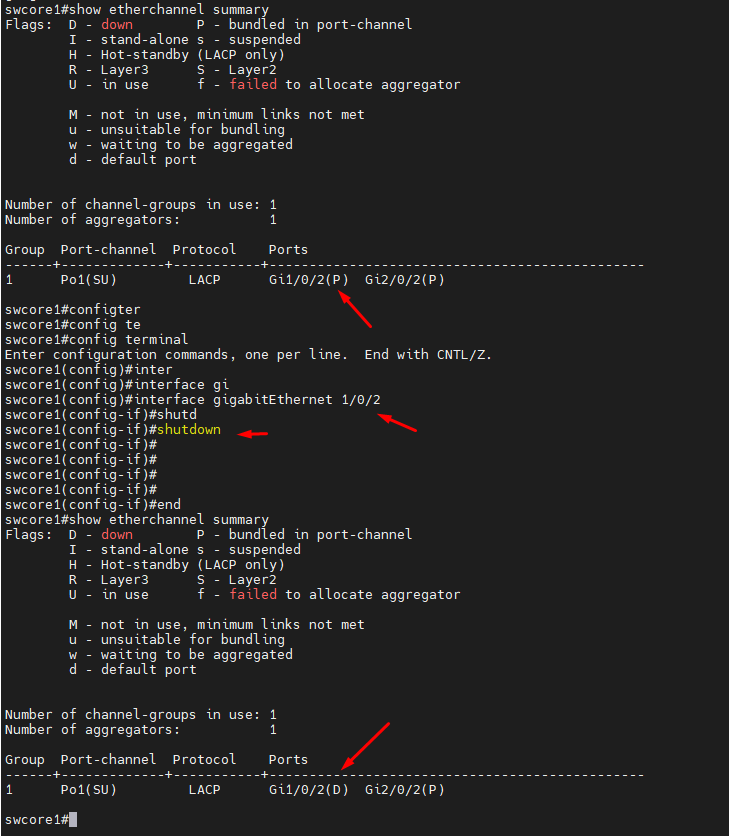 swcore1#show etherchannel summary
Flags:  D - down        P - bundled in port-channel
        I - stand-alone s - suspended
        H - Hot-standby (LACP only)
        R - Layer3      S - Layer2
        U - in use      f - failed to allocate aggregator

        M - not in use, minimum links not met
        u - unsuitable for bundling
        w - waiting to be aggregated
        d - default port

Number of channel-groups in use: 1
Number of aggregators:           1

Group  Port-channel  Protocol    Ports
------+-------------+-----------+-----------------------------------------------
1      Po1(SU)         LACP      Gi1/0/2(P)  Gi2/0/2(P)

swcore1#configter
swcore1#config te
swcore1#config terminal
Enter configuration commands, one per line.  End with CNTL/Z.
swcore1(config)#inter
swcore1(config)#interface gi
swcore1(config)#interface gigabitEthernet 1/0/2
swcore1(config-if)#shutd
swcore1(config-if)#shutdown
swcore1(config-if)#
swcore1(config-if)#
swcore1(config-if)#
swcore1(config-if)#
swcore1(config-if)#end
swcore1#show etherchannel summary
Flags:  D - down        P - bundled in port-channel
        I - stand-alone s - suspended
        H - Hot-standby (LACP only)
        R - Layer3      S - Layer2
        U - in use      f - failed to allocate aggregator

        M - not in use, minimum links not met
        u - unsuitable for bundling
        w - waiting to be aggregated
        d - default port

Number of channel-groups in use: 1
Number of aggregators:           1

Group  Port-channel  Protocol    Ports
------+-------------+-----------+-----------------------------------------------
1      Po1(SU)         LACP      Gi1/0/2(D)  Gi2/0/2(P)

swcore1#